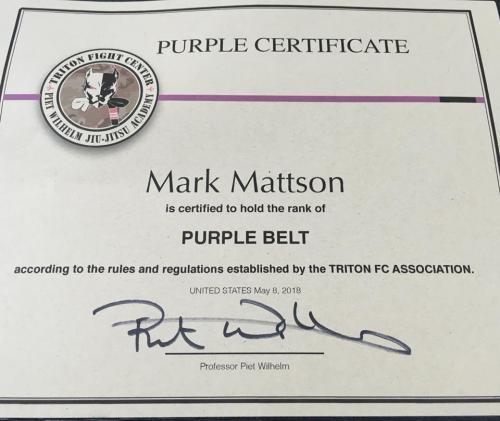 PURPLE CERTIFICATE
TRITON FIGHT CENTER
PIET WILHELM JIU-JITSU ACADEMY
Mark Mattson
is certified to hold the rank of
PURPLE BELT
according to the rules and regulations established by the TRITON FC ASSOCIATION.
UNITED STATES May 8, 2018
Piet Wilhelm
Professor Piet Wilhelm